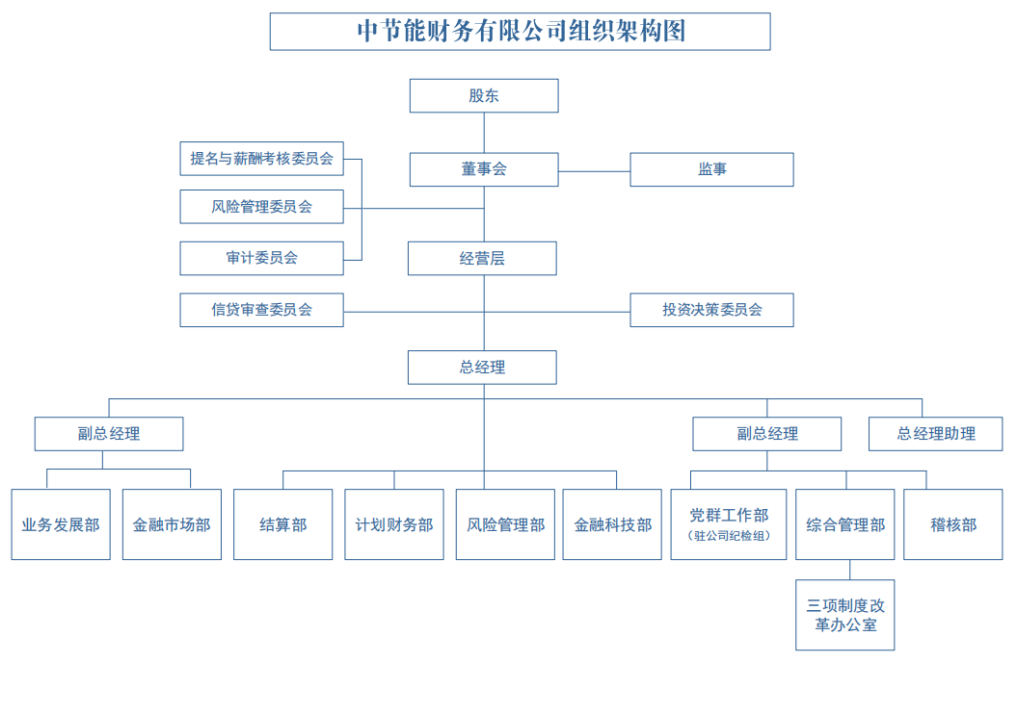 中节能财务有限公司组织架构图
股东
提名与薪酬考核委员会
董事会
监事
风险管理委员会
审计委员会
经营层
信贷审查委员会
投资决策委员会
总经理
副总经理
副总经理
总经理助理
业务发展部
金融市场部
结算部
计划财务部
风险管理部
金融科技部
党群工作部
（驻公司纪检组）
综合管理部
稽核部
三项制度改
革办公室